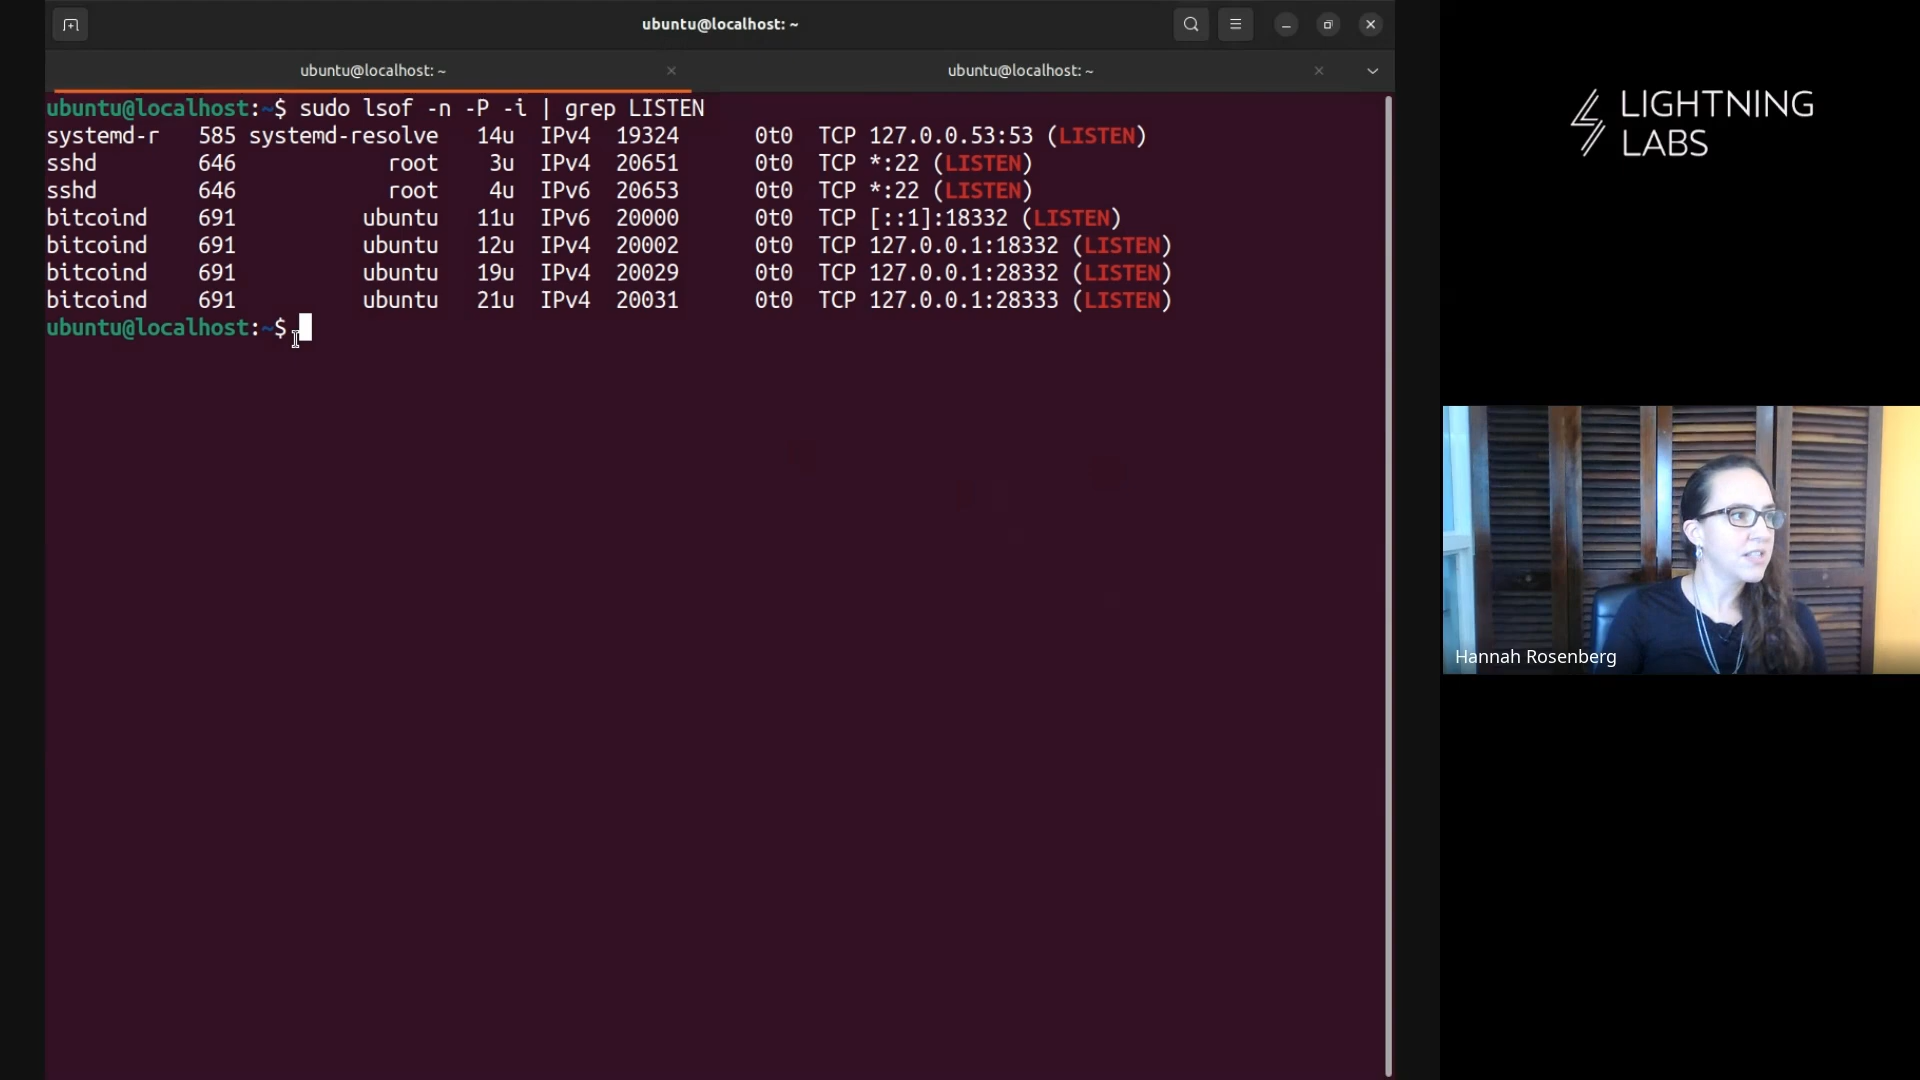 ubuntu@localhost: ~
ubuntu@localhost: ~
ubuntu@localhost: ~
ubuntu@localhost:~$ sudo lsof -n -P -i | grep LISTEN
systemd-r 585 systemd-resolve 14u IPv4 19324 0t0 TCP 127.0.0.53:53 (LISTEN)
sshd 646 root 3u IPv4 20651 0t0 TCP *:22 (LISTEN)
sshd 646 root 4u IPv6 20653 0t0 TCP *:22 (LISTEN)
bitcoind 691 ubuntu 11u IPv6 20000 0t0 TCP [::1]:18332 (LISTEN)
bitcoind 691 ubuntu 12u IPv4 20002 0t0 TCP 127.0.0.1:18332 (LISTEN)
bitcoind 691 ubuntu 19u IPv4 20029 0t0 TCP 127.0.0.1:28332 (LISTEN)
bitcoind 691 ubuntu 21u IPv4 20031 0t0 TCP 127.0.0.1:28333 (LISTEN)
ubuntu@localhost:~$
LIGHTNING
LABS
Hannah Rosenberg